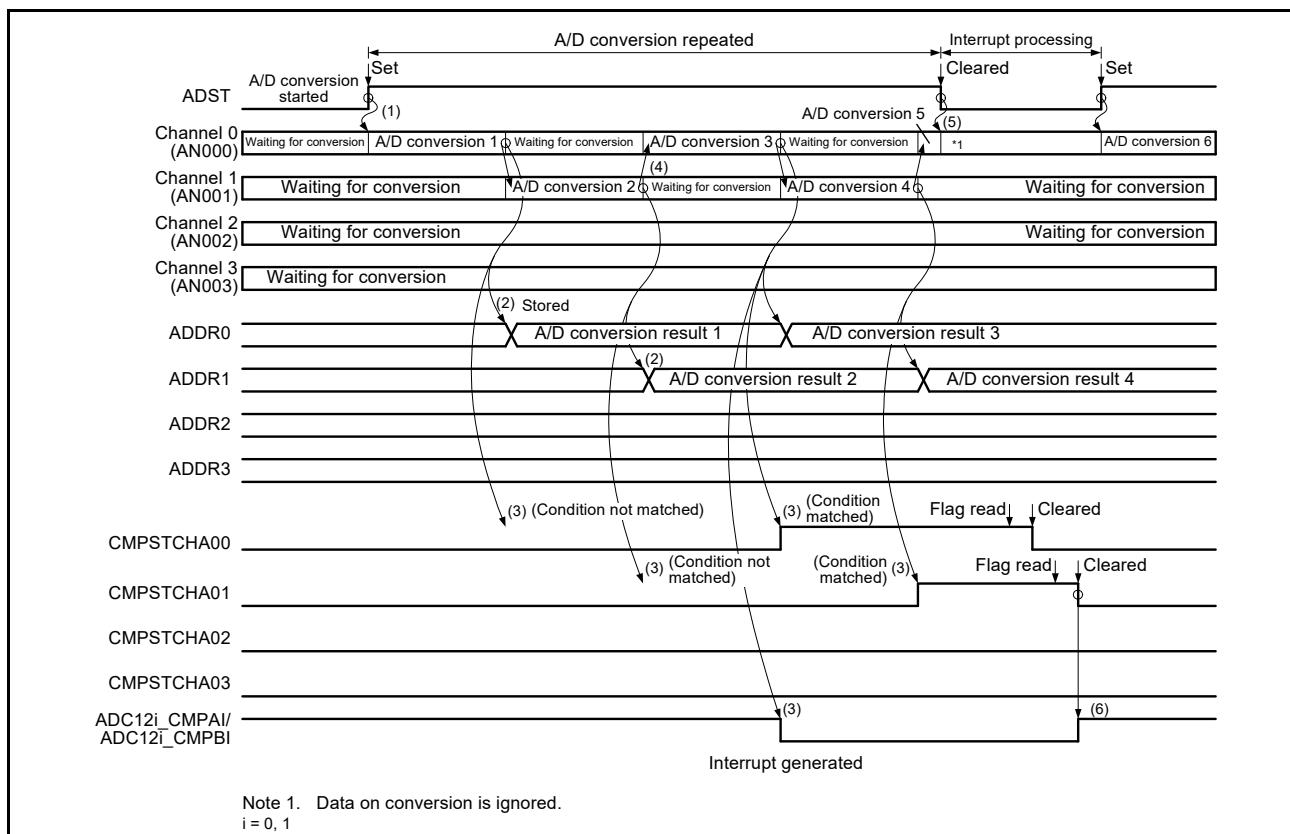 A/D conversion repeated
Interrupt processing
Set
Cleared
Set
A/D conversion
started
ADST
(1)
A/D conversion 5
(5)
Channel 0
(AN000)
Waiting for conversion
A/D conversion 1
Waiting for conversion
A/D conversion 3
Waiting for conversion
*1
A/D conversion 6
(4)
Channel 1
(AN001)
Waiting for conversion
A/D conversion 2
Waiting for conversion
A/D conversion 4
Waiting for conversion
Channel 2
(AN002)
Waiting for conversion
Waiting for conversion
Channel 3
(AN003)
Waiting for conversion
(2) Stored
ADDR0
A/D conversion result 1
A/D conversion result 3
(2)
ADDR1
A/D conversion result 2
A/D conversion result 4
ADDR2
ADDR3
(3) (Condition not matched)
(3) (Condition
matched)
Flag read
Cleared
CMPSTCHA00
(3) (Condition not
matched)
(Condition
matched) (3)
Flag read
Cleared
CMPSTCHA01
CMPSTCHA02
CMPSTCHA03
ADC12i_CMPAI/
ADC12i_CMPBI
(3)
(6)
Interrupt generated
Note 1. Data on conversion is ignored.
i = 0, 1